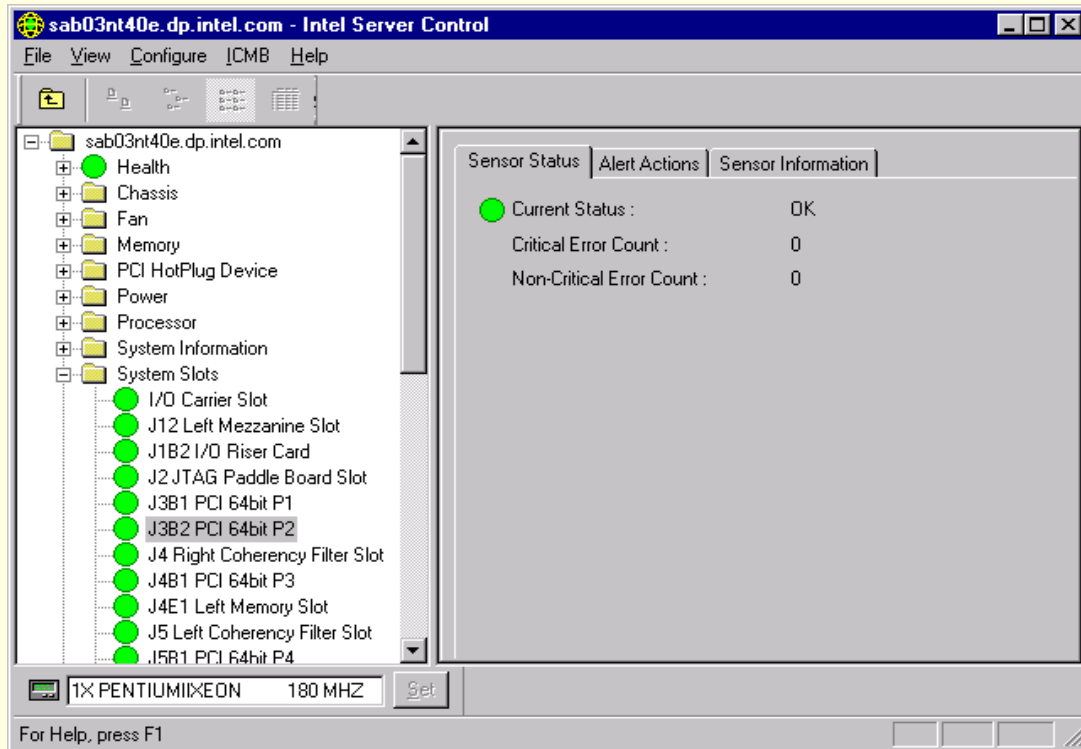 sab03nt40e.dp.intel.com - Intel Server Control
File View Configure ICMB Help
sab03nt40e.dp.intel.com
Health
Chassis
Fan
Memory
PCI HotPlug Device
Power
Processor
System Information
System Slots
I/O Carrier Slot
J12 Left Mezzanine Slot
J1B2 I/O Riser Card
J2 JTAG Paddle Board Slot
J3B1 PCI 64bit P1
J3B2 PCI 64bit P2
J4 Right Coherency Filter Slot
J4B1 PCI 64bit P3
J4E1 Left Memory Slot
J5 Left Coherency Filter Slot
J5B1 PCI 64bit P4
Sensor Status Alert Actions Sensor Information
Current Status : OK
Critical Error Count : 0
Non-Critical Error Count : 0
1X PENTIUMIIXEON 180 MHZ Set
For Help, press F1